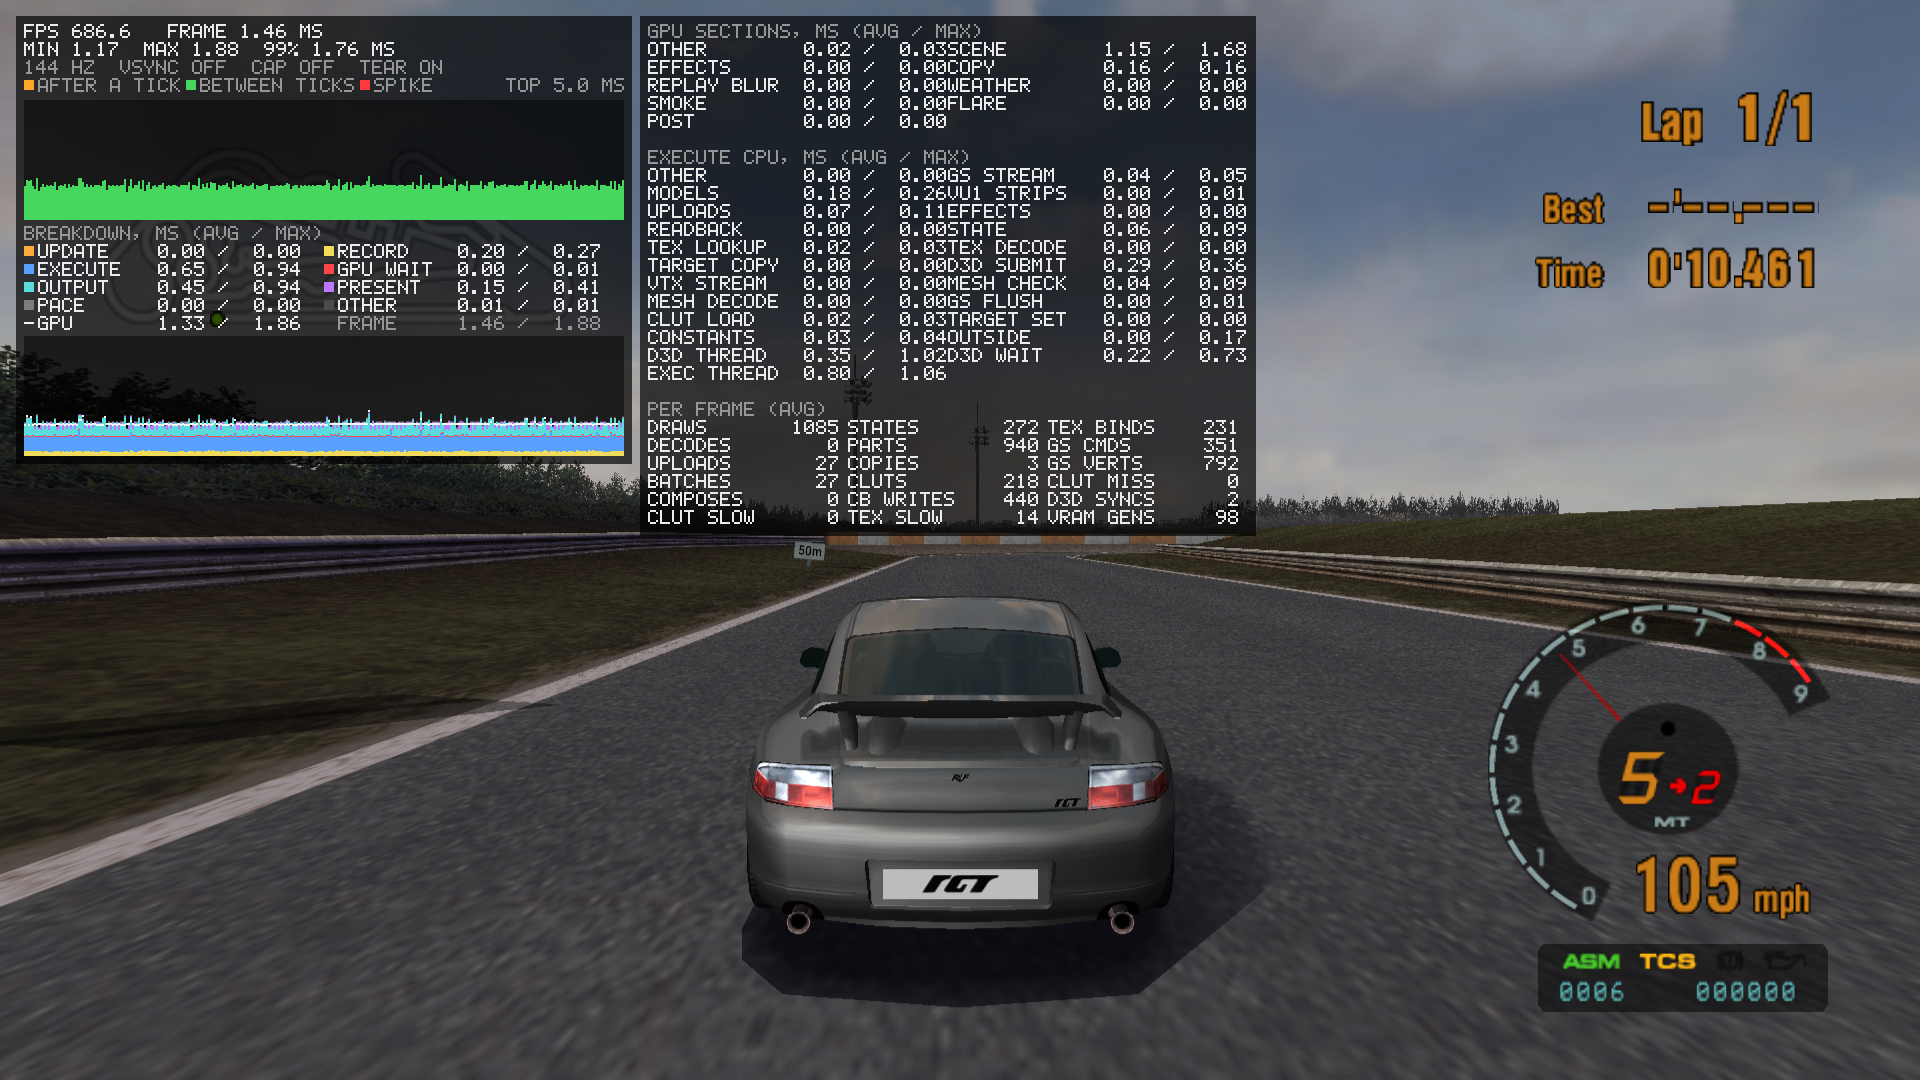 FPS 686.6 FRAME 1.46 MS
MIN 1.17 MAX 1.88 99% 1.76 MS
144 HZ VSYNC OFF CAP OFF TEAR ON
AFTER A TICK BETWEEN TICKS SPIKE TOP 5.0 MS
BREAKDOWN, MS (AVG / MAX)
UPDATE 0.00 / 0.00 RECORD 0.20 / 0.27
EXECUTE 0.65 / 0.94 GPU WAIT 0.00 / 0.01
OUTPUT 0.45 / 0.94 PRESENT 0.15 / 0.41
PACE 0.00 / 0.00 OTHER 0.01 / 0.01
GPU 1.33 / 1.86 FRAME 1.46 / 1.88
GPU SECTIONS, MS (AVG / MAX)
OTHER 0.02 / 0.03SCENE 1.15 / 1.68
EFFECTS 0.00 / 0.00COPY 0.16 / 0.16
REPLAY BLUR 0.00 / 0.00WEATHER 0.00 / 0.00
SMOKE 0.00 / 0.00FLARE 0.00 / 0.00
POST 0.00 / 0.00
EXECUTE CPU, MS (AVG / MAX)
OTHER 0.00 / 0.00GS STREAM 0.04 / 0.05
MODELS 0.18 / 0.26VU1 STRIPS 0.00 / 0.01
UPLOADS 0.07 / 0.11EFFECTS 0.00 / 0.00
READBACK 0.00 / 0.00STATE 0.06 / 0.09
TEX LOOKUP 0.02 / 0.03TEX DECODE 0.00 / 0.00
TARGET COPY 0.00 / 0.00D3D SUBMIT 0.29 / 0.36
VTX STREAM 0.00 / 0.00MESH CHECK 0.04 / 0.09
MESH DECODE 0.00 / 0.00GS FLUSH 0.00 / 0.01
CLUT LOAD 0.02 / 0.03TARGET SET 0.00 / 0.00
CONSTANTS 0.03 / 0.04OUTSIDE 0.00 / 0.17
D3D THREAD 0.35 / 1.02D3D WAIT 0.22 / 0.73
EXEC THREAD 0.80 / 1.06
PER FRAME (AVG)
DRAWS 1085 STATES 272 TEX BINDS 231
DECODES 0 PARTS 940 GS CMDS 351
UPLOADS 27 COPIES 3 GS VERTS 792
BATCHES 27 CLUTS 218 CLUT MISS 0
COMPOSES 0 CB WRITES 440 D3D SYNCS 2
CLUT SLOW 0 TEX SLOW 14 VRAM GENS 98
Lap 1/1
Best -'--.---
Time 0'10.461
50m
RUF
RGT
RGT
0 1 2 3 4 5 6 7 8 9
5→2
MT
105 mph
ASM TCS
0006 000000